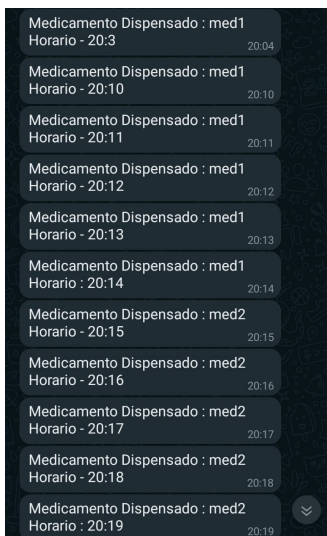 Medicamento Dispensado : med1
Horario - 20:3
20:04
Medicamento Dispensado : med1
Horario - 20:10
20:10
Medicamento Dispensado : med1
Horario - 20:11
20:11
Medicamento Dispensado : med1
Horario - 20:12
20:12
Medicamento Dispensado : med1
Horario - 20:13
20:13
Medicamento Dispensado : med1
Horario : 20:14
20:14
Medicamento Dispensado : med2
Horario - 20:15
20:15
Medicamento Dispensado : med2
Horario - 20:16
20:16
Medicamento Dispensado : med2
Horario - 20:17
20:17
Medicamento Dispensado : med2
Horario - 20:18
20:18
Medicamento Dispensado : med2
Horario : 20:19
20:19